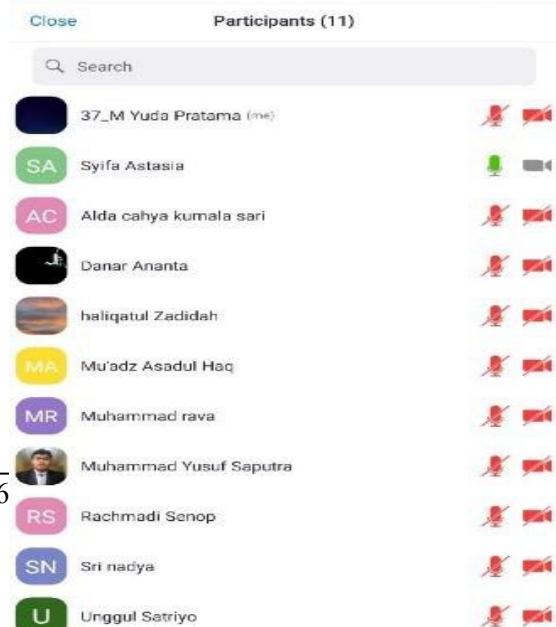 Close Participants (11)
Search
37_M Yuda Pratama (me)
SA Syifa Astasia
AC Alda cahya kumala sari
Danar Ananta
haliqatul Zadidah
MA Mu'adz Asadul Haq
MR Muhammad rava
Muhammad Yusuf Saputra
6
RS Rachmadi Senop
SN Sri nadya
U Unggul Satriyo